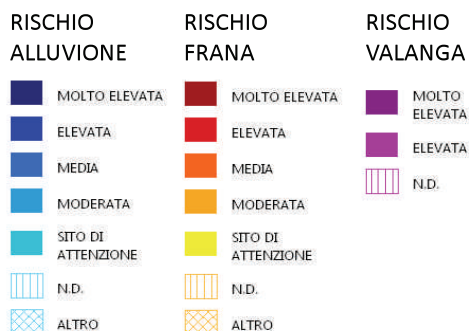 RISCHIO
ALLUVIONE
MOLTO ELEVATA
ELEVATA
MEDIA
MODERATA
SITO DI
ATTENZIONE
N.D.
ALTRO
RISCHIO
FRANA
MOLTO ELEVATA
ELEVATA
MEDIA
MODERATA
SITO DI
ATTENZIONE
N.D.
ALTRO
RISCHIO
VALANGA
MOLTO
ELEVATA
ELEVATA
N.D.